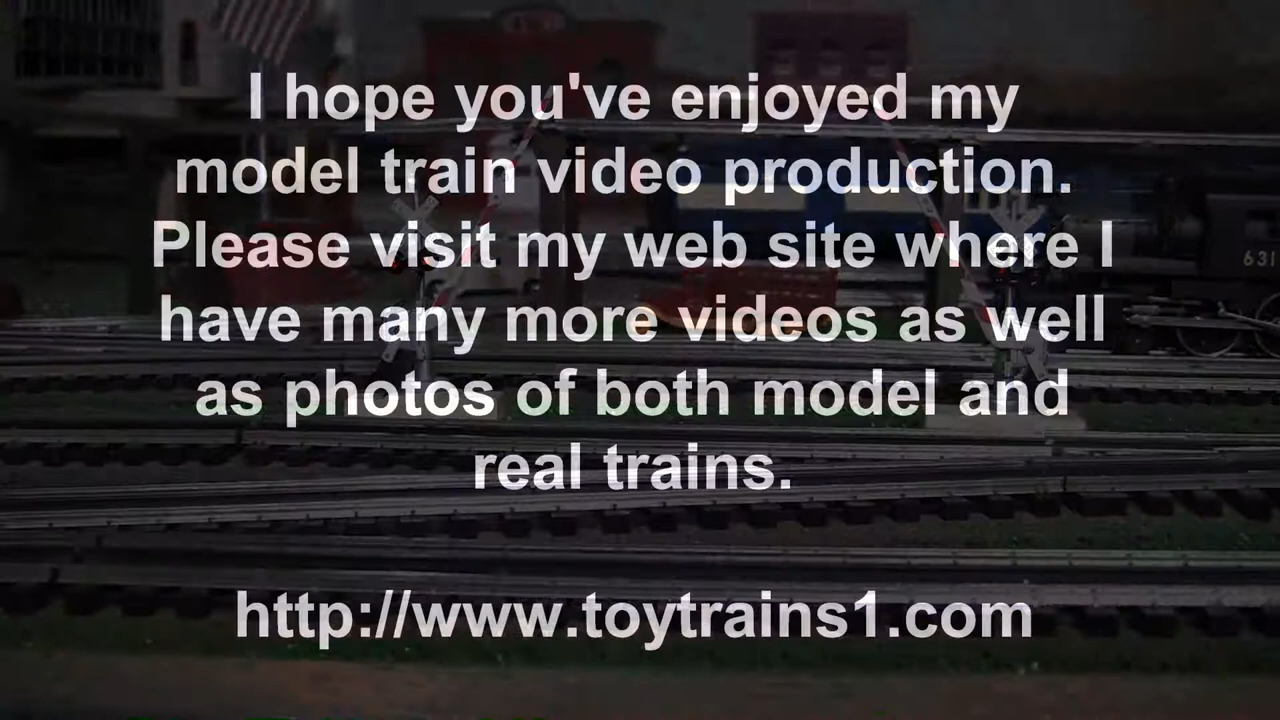 I hope you've enjoyed my
model train video production.
Please visit my web site where I
have many more videos as well
as photos of both model and
real trains.
http://www.toytrains1.com